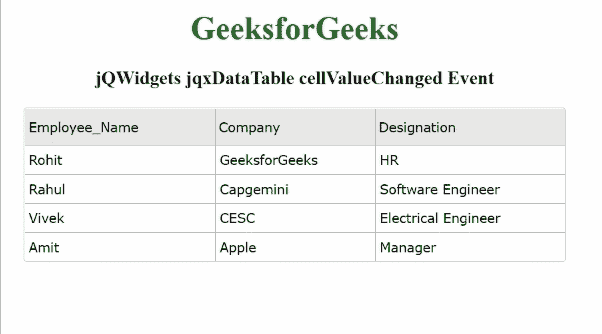 GeeksforGeeks
jQWidgets jqxDataTable cellValueChanged Event
Employee_Name Company Designation
Rohit GeeksforGeeks HR
Rahul Capgemini Software Engineer
Vivek CESC Electrical Engineer
Amit Apple Manager